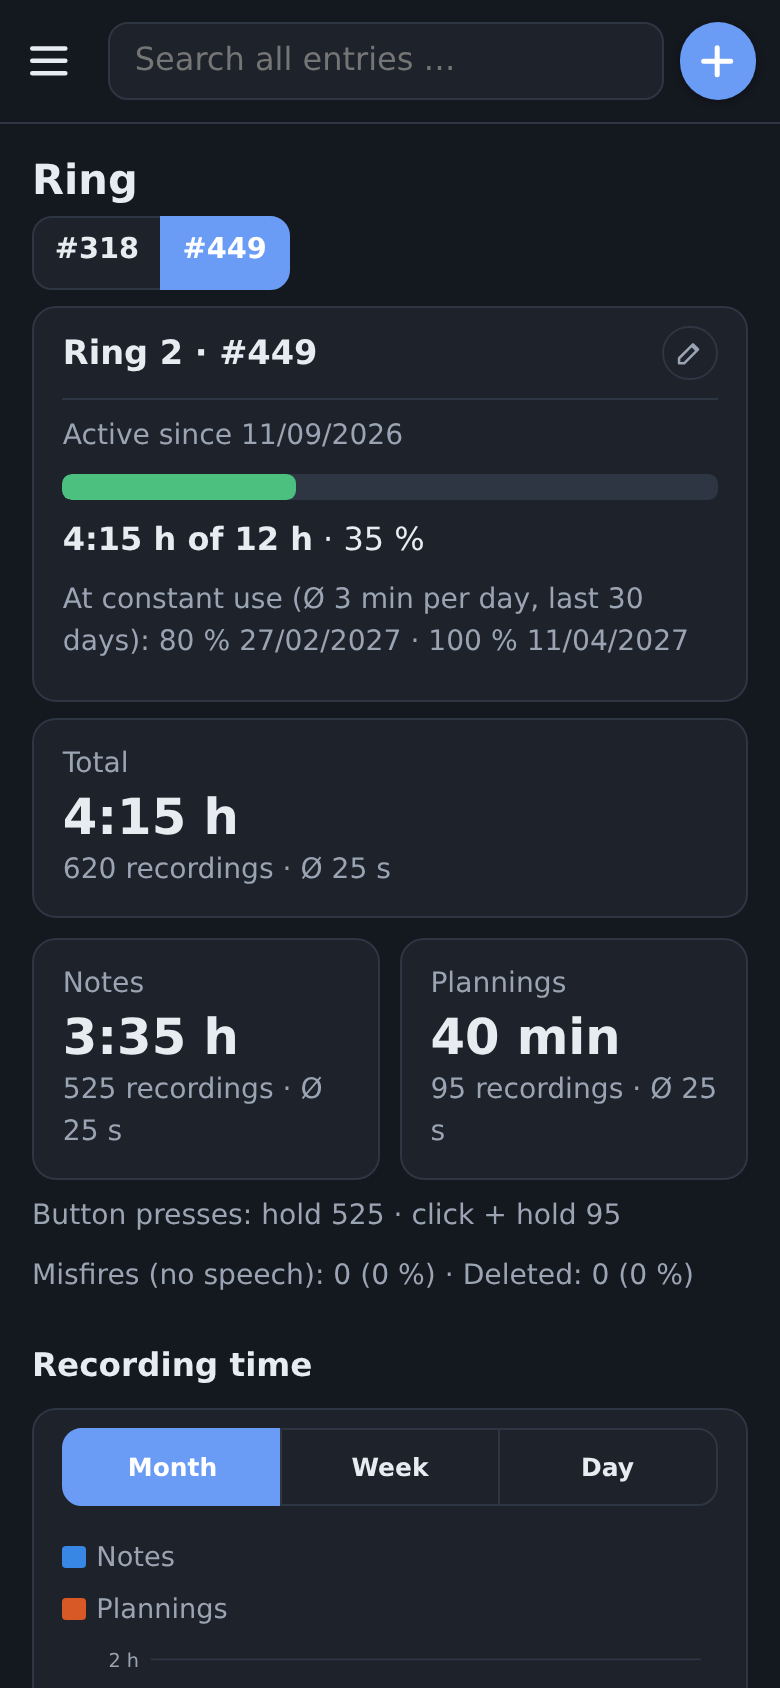 Search all entries ...
Ring
#318 #449
Ring 2 · #449
Active since 11/09/2026
4:15 h of 12 h · 35 %
At constant use (Ø 3 min per day, last 30
days): 80 % 27/02/2027 · 100 % 11/04/2027
Total
4:15 h
620 recordings · Ø 25 s
Notes
3:35 h
525 recordings · Ø
25 s
Plannings
40 min
95 recordings · Ø 25
s
Button presses: hold 525 · click + hold 95
Misfires (no speech): 0 (0 %) · Deleted: 0 (0 %)
Recording time
Month Week Day
Notes
Plannings
2 h